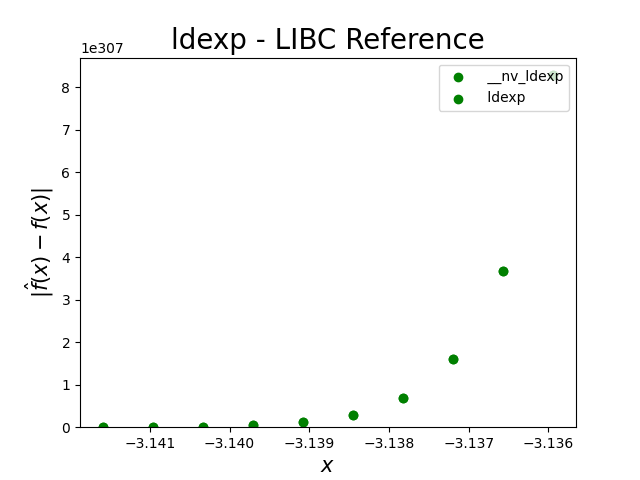 ldexp - LIBC Reference
1e307
__nv_ldexp
ldexp
8
7
6
5
4
3
2
1
0
|f̂(x) − f(x)|
−3.141 −3.140 −3.139 −3.138 −3.137 −3.136
x